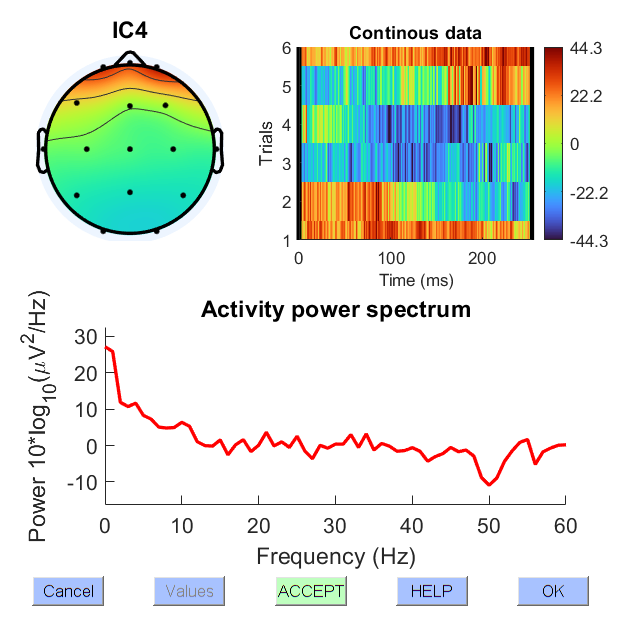 IC4
Continous data
6
5
4
3
2
1
Trials
0
100
200
Time (ms)
44.3
22.2
0
-22.2
-44.3
Activity power spectrum
Power 10*log10(μV2/Hz)
30
20
10
0
-10
0
10
20
30
40
50
60
Frequency (Hz)
Cancel
Values
ACCEPT
HELP
OK